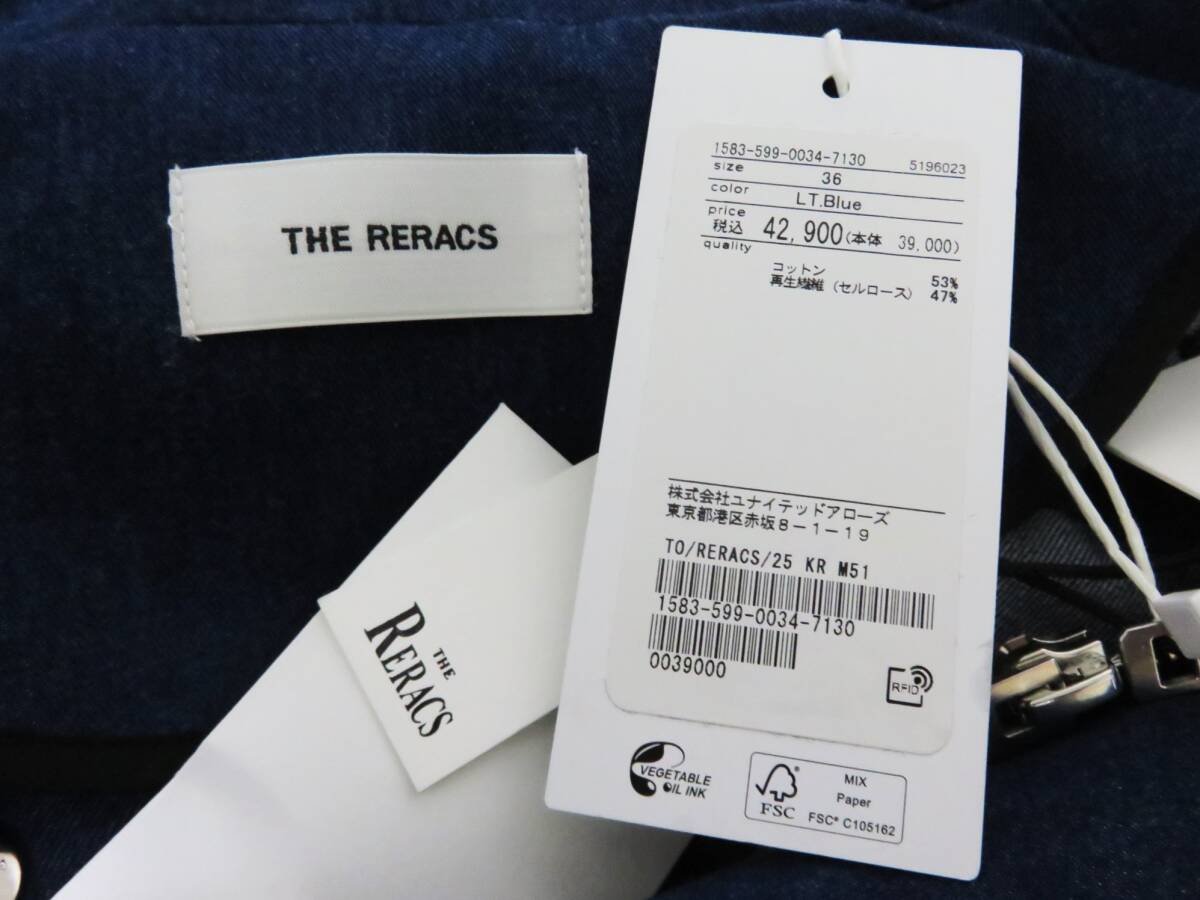 THE RERACS
1583-599-0034-7130 5196023
size 36
color LT.Blue
price
税込 42,900(本体 39,000)
quality
コットン 53%
再生繊維 (セルロース) 47%
株式会社ユナイテッドアローズ
東京都港区赤坂8-1-19
TO/RERACS/25 KR M51
1583-599-0034-7130
0039000
RFID
VEGETABLE
OIL INK
FSC
MIX
Paper
FSC® C105162
THE
RERACS